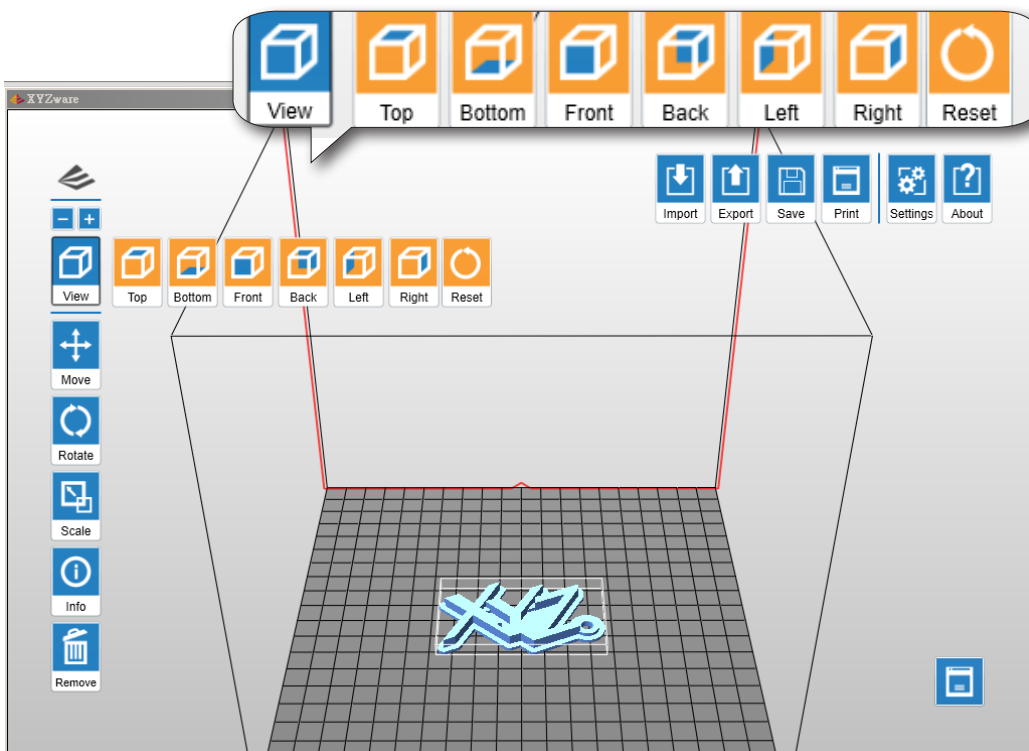 View
Top
Bottom
Front
Back
Left
Right
Reset
XYZware
Import
Export
Save
Print
Settings
About
View
Top
Bottom
Front
Back
Left
Right
Reset
Move
Rotate
Scale
Info
Remove